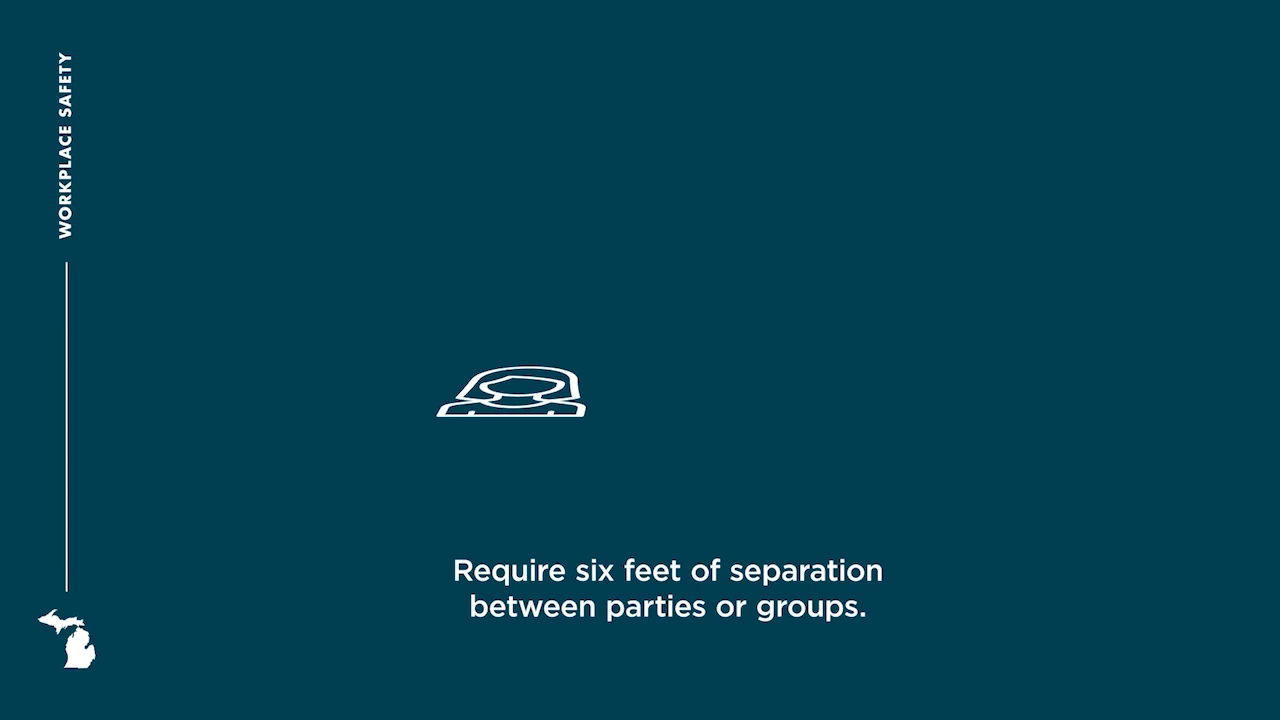 WORKPLACE SAFETY
Require six feet of separation
between parties or groups.